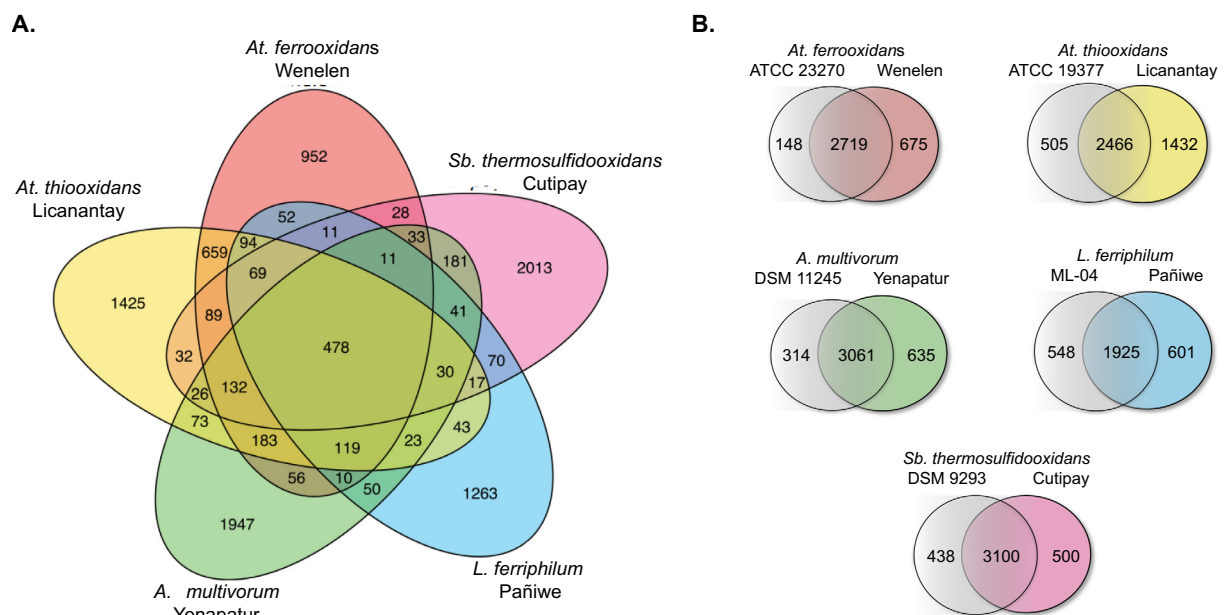 A.
At. ferrooxidans
Wenelen
952
Sb. thermosulfidooxidans
Cutipay
At. thiooxidans
Licanantay
52
28
11
33
94
659
69
11
181
2013
1425
89
41
32
478
70
132
30
17
26
73
43
183
119
23
56
10
50
1947
1263
L. ferriphilum
Pañiwe
A. multivorum
Yenapatur
B.
At. ferrooxidans
ATCC 23270 Wenelen
148 2719 675
At. thiooxidans
ATCC 19377 Licanantay
505 2466 1432
A. multivorum
DSM 11245 Yenapatur
314 3061 635
L. ferriphilum
ML-04 Pañiwe
548 1925 601
Sb. thermosulfidooxidans
DSM 9293 Cutipay
438 3100 500